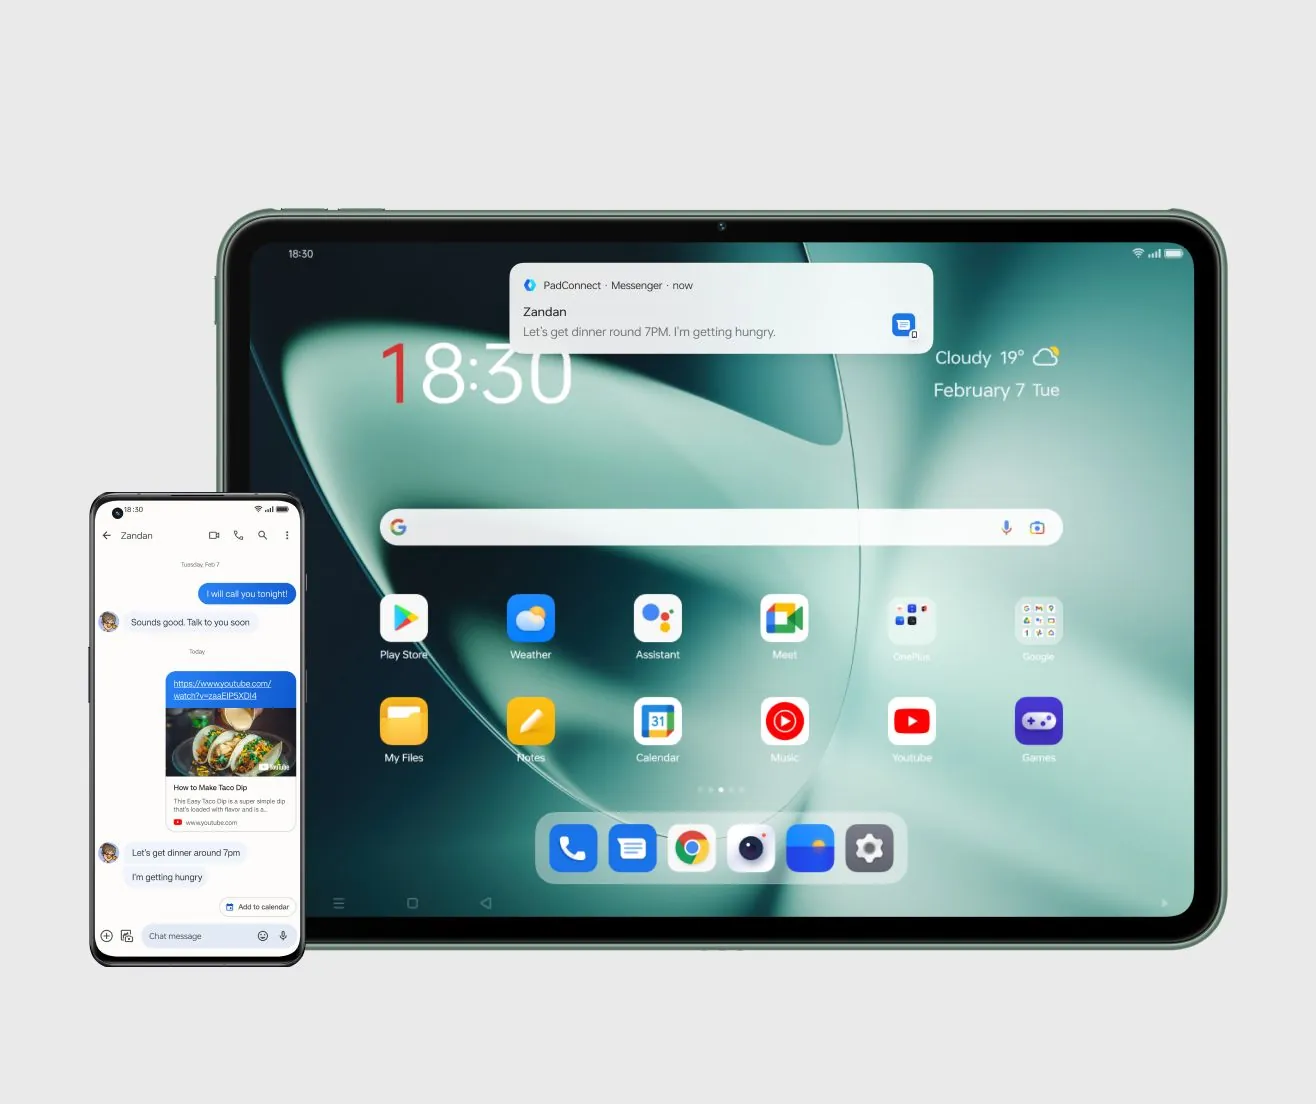 18:30
PadConnect · Messenger · now
Zandan
Let's get dinner round 7PM. I'm getting hungry.
18:30
Cloudy 19°
February 7 Tue
Play Store
Weather
Assistant
Meet
OnePlus
Google
My Files
Notes
31
Calendar
Music
Youtube
Games
18:30
Zandan
Tuesday, Feb 7
I will call you tonight!
Sounds good. Talk to you soon
Today
https://www.youtube.com/
watch?v=zaaEIP5XDI4
YouTube
How to Make Taco Dip
This Easy Taco Dip is a super simple dip
that's loaded with flavor and is a...
www.youtube.com
Let's get dinner around 7pm
I'm getting hungry
Add to calendar
Chat message